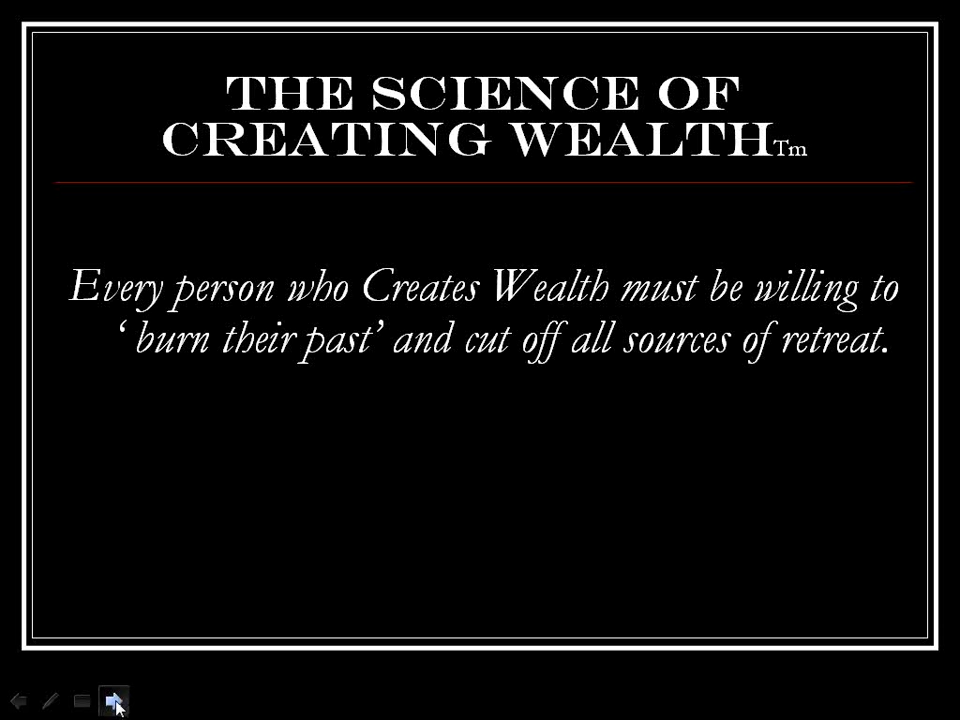 THE SCIENCE OF
CREATING WEALTHTm
Every person who Creates Wealth must be willing to
‘ burn their past’ and cut off all sources of retreat.